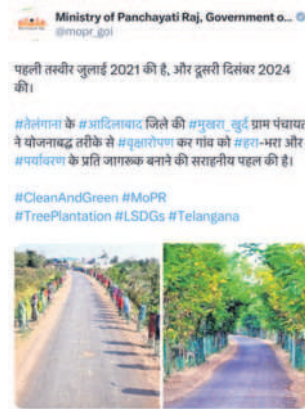 Ministry of Panchayati Raj, Government o...
@mopr_goi
पहली तस्वीर जुलाई 2021 की है, और दूसरी दिसंबर 2024
की।
#तेलंगाना के #आदिलाबाद जिले की #मुखरा_खुर्द ग्राम पंचायत
ने योजनाबद्ध तरीके से #वृक्षारोपण कर गांव को #हरा-भरा और
#पर्यावरण के प्रति जागरूक बनाने की सराहनीय पहल की है।
#CleanAndGreen #MoPR
#TreePlantation #LSDGs #Telangana